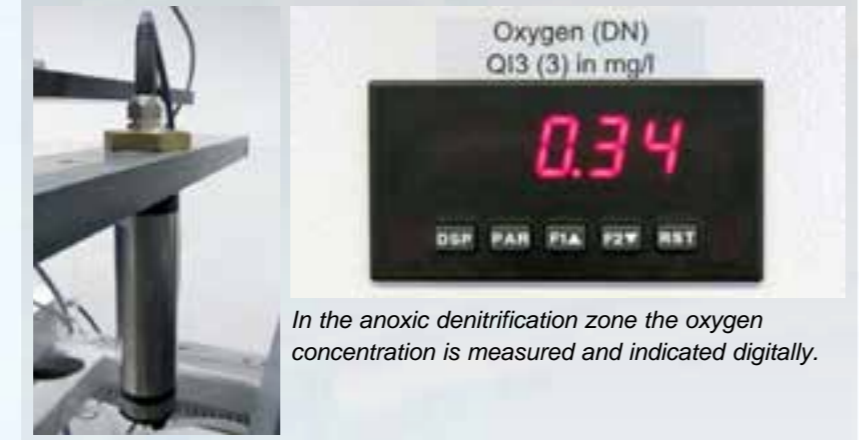 Oxygen (DN)
QI3 (3) in mg/l
0.34
DSP PAR F1▲ F2▼ RST
In the anoxic denitrification zone the oxygen
concentration is measured and indicated digitally.